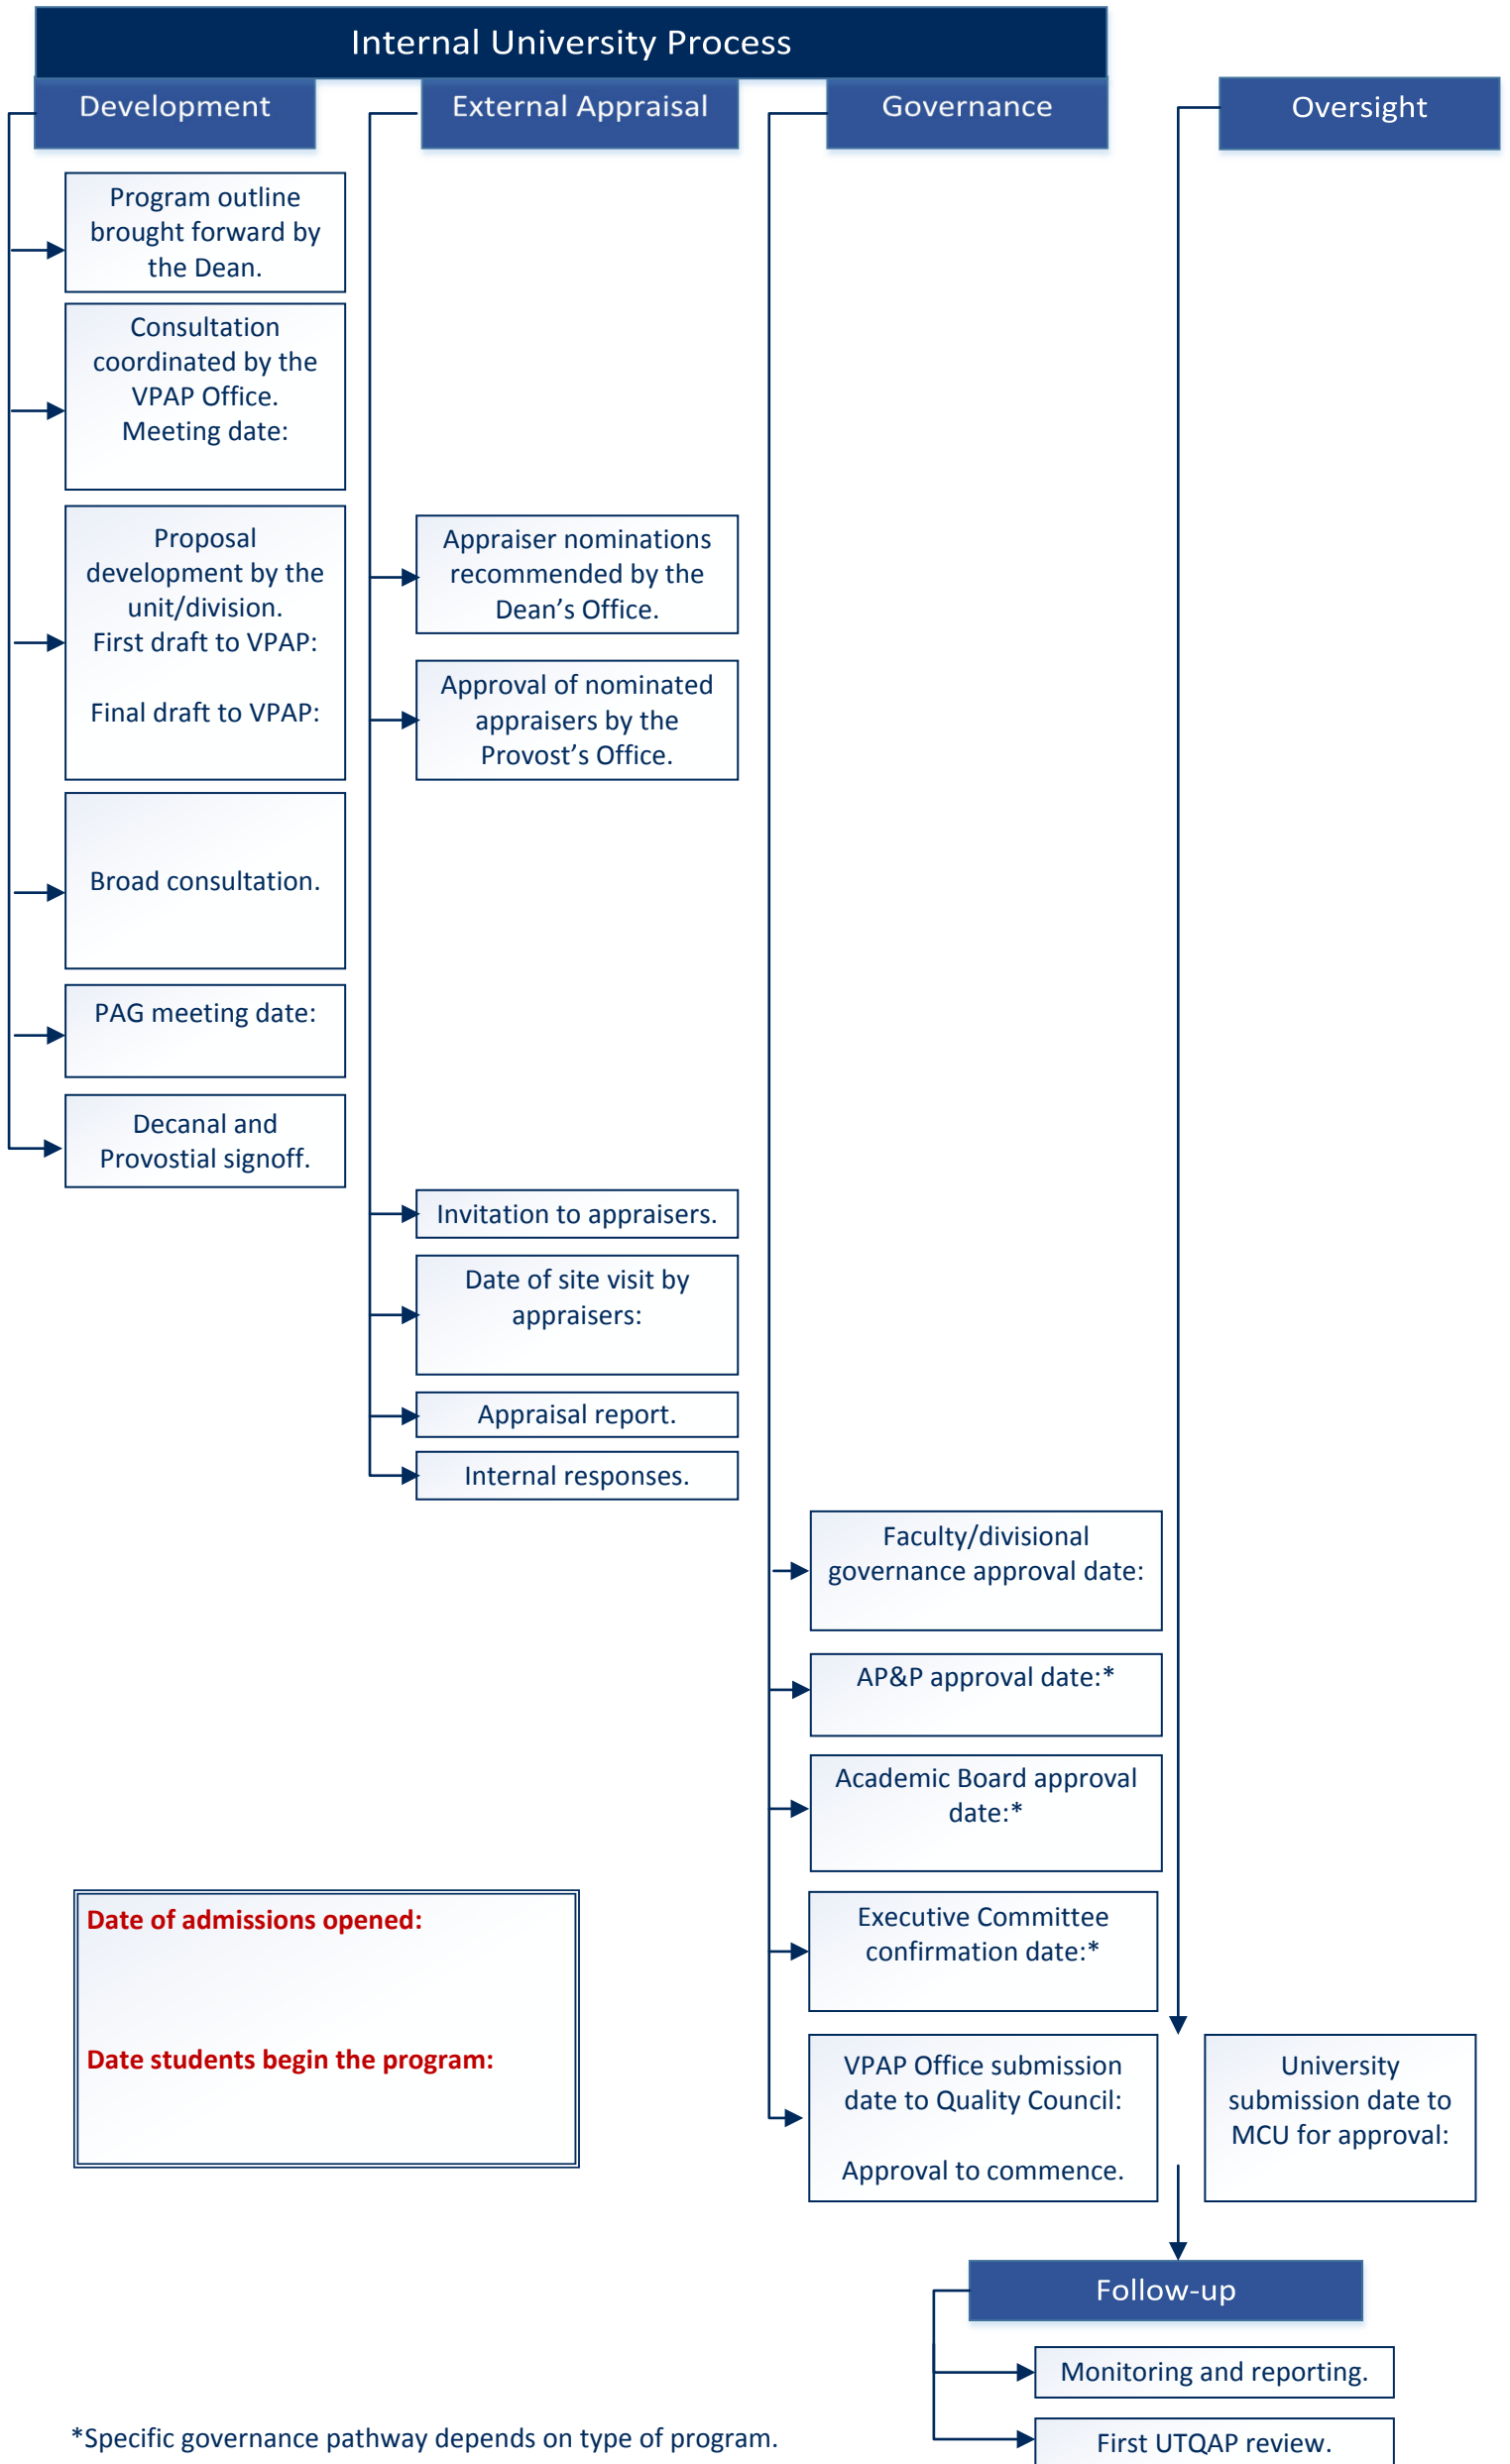 Internal University Process
Development
External Appraisal
Governance
Oversight
Program outline
brought forward by
the Dean.
Consultation
coordinated by the
VPAP Office.
Meeting date:
Proposal
development by the
unit/division.
First draft to VPAP:
Final draft to VPAP:
Appraiser nominations
recommended by the
Dean’s Office.
Approval of nominated
appraisers by the
Provost’s Office.
Broad consultation.
PAG meeting date:
Decanal and
Provostial signoff.
Invitation to appraisers.
Date of site visit by
appraisers:
Appraisal report.
Internal responses.
Faculty/divisional
governance approval date:
AP&P approval date:*
Academic Board approval
date:*
Executive Committee
confirmation date:*
Date of admissions opened:
Date students begin the program:
VPAP Office submission
date to Quality Council:
Approval to commence.
University
submission date to
MCU for approval:
Follow-up
Monitoring and reporting.
First UTQAP review.
*Specific governance pathway depends on type of program.